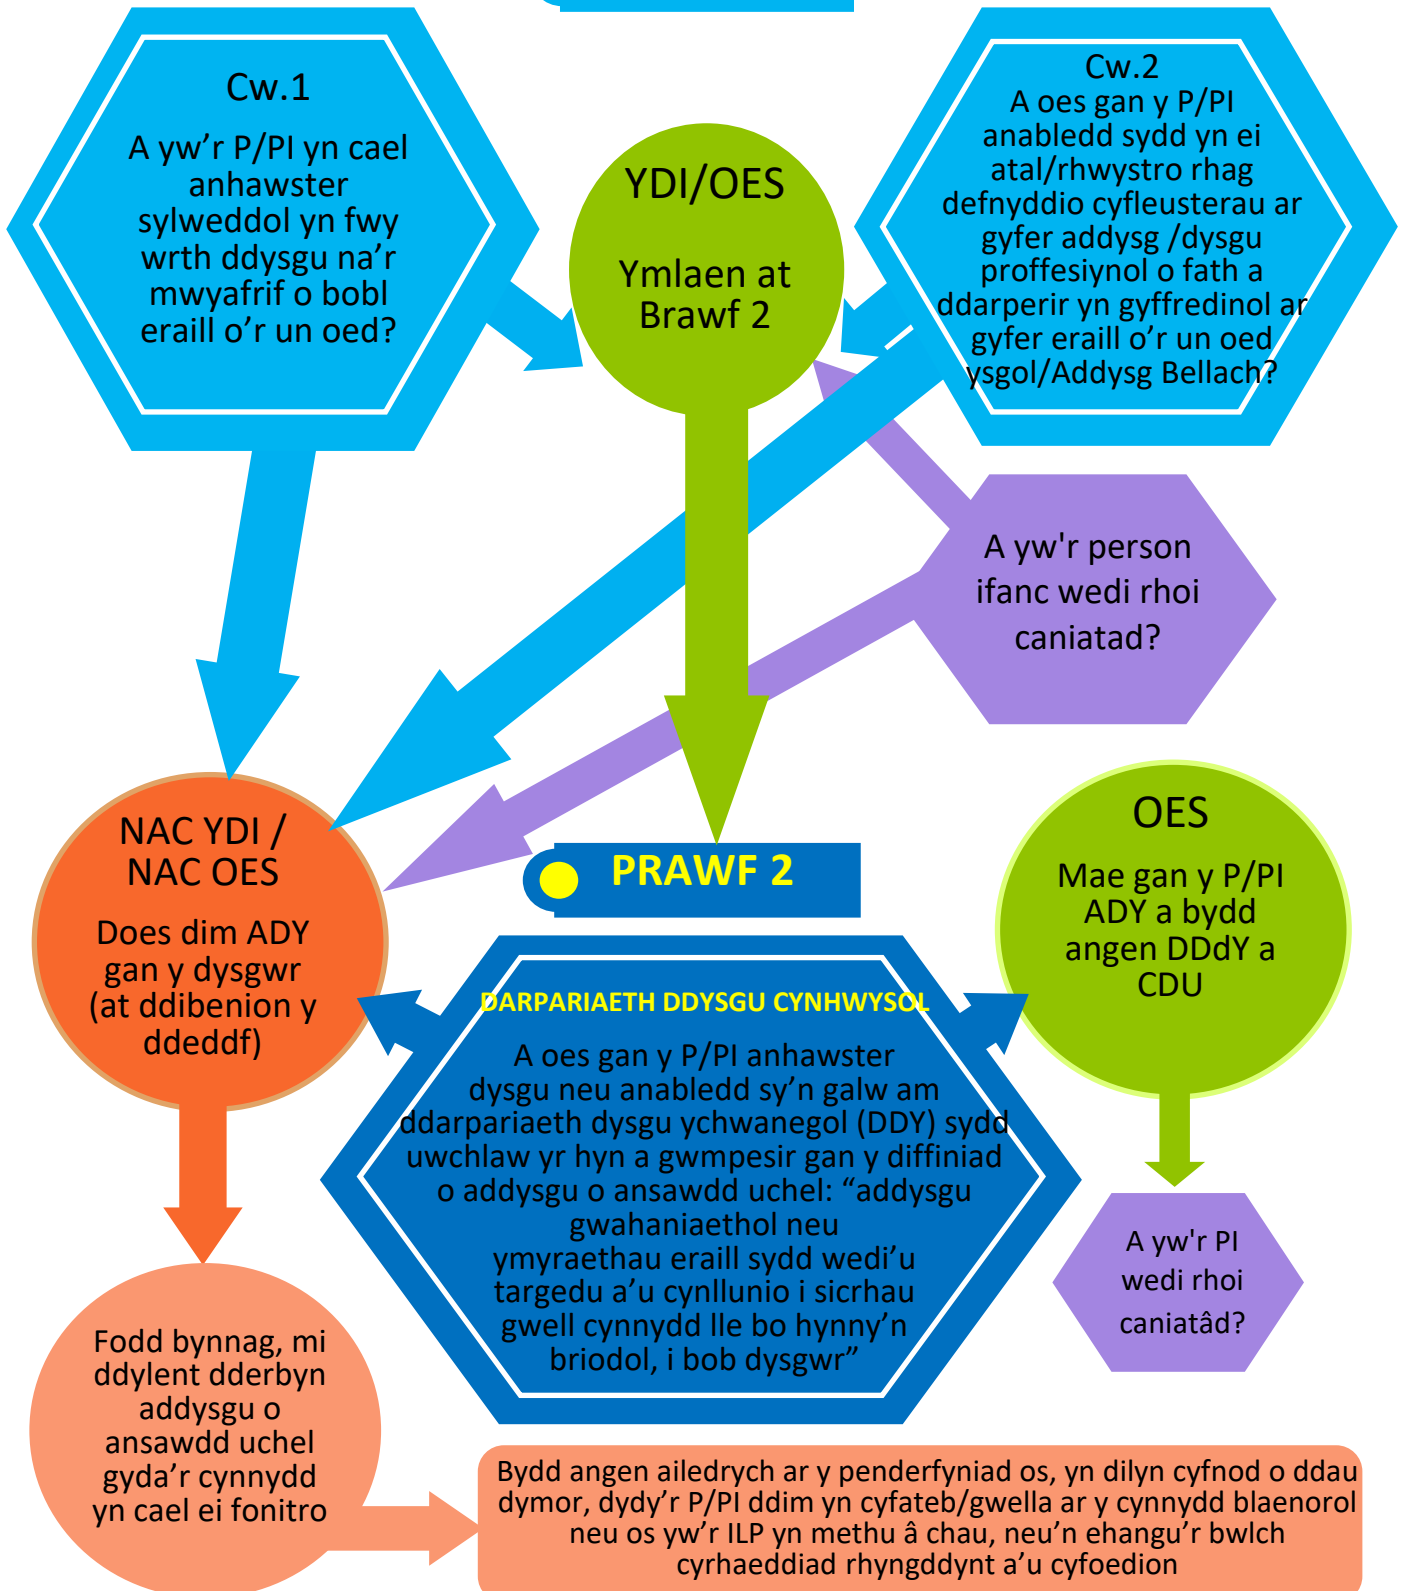 Cw.1
A yw'r P/PI yn cael
anhawster
sylweddol yn fwy
wrth ddysgu na'r
mwyafrif o bobl
eraill o'r un oed?
YDI/OES
Ymlaen at
Brawf 2
Cw.2
A oes gan y P/PI
anabledd sydd yn ei
atal/rhwystro rhag
defnyddio cyfleusterau ar
gyfer addysg /dysgu
proffesiynol o fath a
ddarperir yn gyffredinol ar
gyfer eraill o'r un oed
ysgol/Addysg Bellach?
A yw'r person
ifanc wedi rhoi
caniatad?
NAC YDI /
NAC OES
Does dim ADY
gan y dysgwr
(at ddibenion y
ddeddf)
PRAWF 2
DARPARIAETH DDYSGU CYNHWYSOL
A oes gan y P/PI anhawster
dysgu neu anabledd sy'n galw am
ddarpariaeth dysgu ychwanegol (DDY) sydd
uwchlaw yr hyn a gwmpesir gan y diffiniad
o addysgu o ansawdd uchel: “addysgu
gwahaniaethol neu
ymyraethau eraill sydd wedi'u
targedu a'u cynllunio i sicrhau
gwell cynnydd lle bo hynny'n
briodol, i bob dysgwr”
OES
Mae gan y P/PI
ADY a bydd
angen DDdY a
CDU
A yw'r PI
wedi rhoi
caniatâd?
Fodd bynnag, mi
ddylent dderbyn
addysgu o
ansawdd uchel
gyda'r cynnydd
yn cael ei fonitro
Bydd angen ailedrych ar y penderfyniad os, yn dilyn cyfnod o ddau
dymor, dydy'r P/PI ddim yn cyfateb/gwella ar y cynnydd blaenorol
neu os yw'r ILP yn methu â chau, neu'n ehangu'r bwlch
cyrhaeddiad rhyngddynt a'u cyfoedion